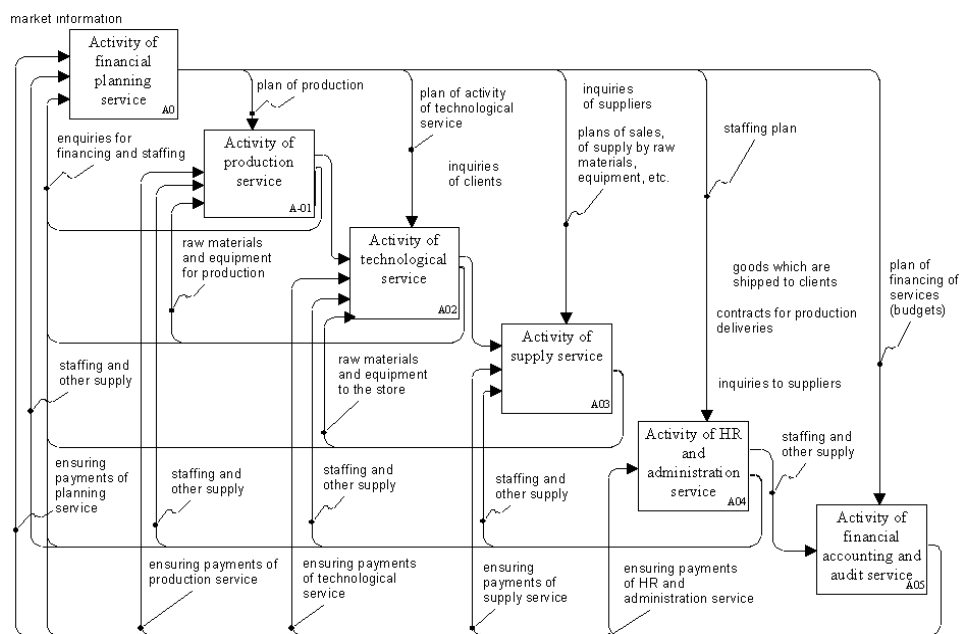 market information
Activity of
financial
planning
service
A0
plan of production
plan of activity
of technological
service
inquiries
of suppliers
plans of sales,
of supply by raw
materials,
equipment, etc.
staffing plan
enquiries for
financing and staffing
Activity of
production
service
A-01
inquiries
of clients
raw materials
and equipment
for production
Activity of
technological
service
A02
goods which are
shipped to clients
contracts for production
deliveries
plan of
financing of
services
(budgets)
staffing and
other supply
raw materials
and equipment
to the store
Activity of
supply service
A03
inquiries to suppliers
ensuring
payments of
planning
service
staffing and
other supply
staffing and
other supply
staffing and
other supply
Activity of HR
and
administration
service
A04
staffing and
other supply
Activity of
financial
accounting and
audit service
A05
ensuring payments of
production service
ensuring payments
of technological
service
ensuring
payments of
supply service
ensuring payments
of HR and
administration service